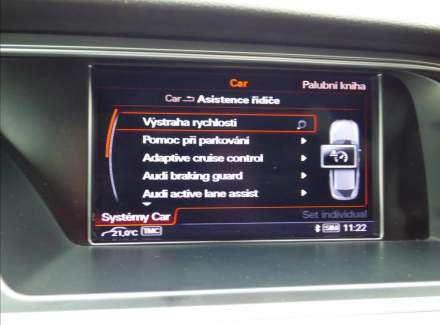 Car
Palubní kniha
Car Asistence řidiče
Výstraha rychlosti
Pomoc při parkování
Adaptive cruise control
Audi braking guard
Audi active lane assist
Systémy Car
Set individual
21,0°C TMC
SIM 11:22